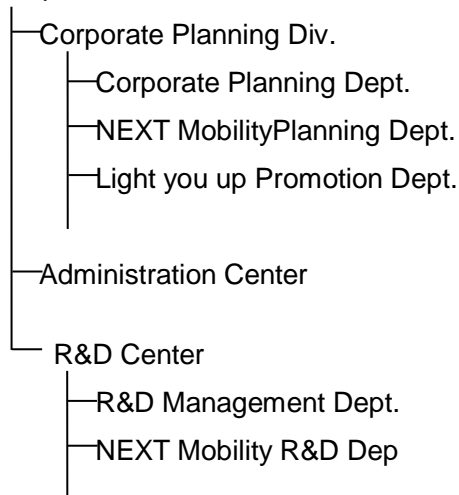 Corporate Planning Div.
Corporate Planning Dept.
NEXT MobilityPlanning Dept.
Light you up Promotion Dept.
Administration Center
R&D Center
R&D Management Dept.
NEXT Mobility R&D Dep